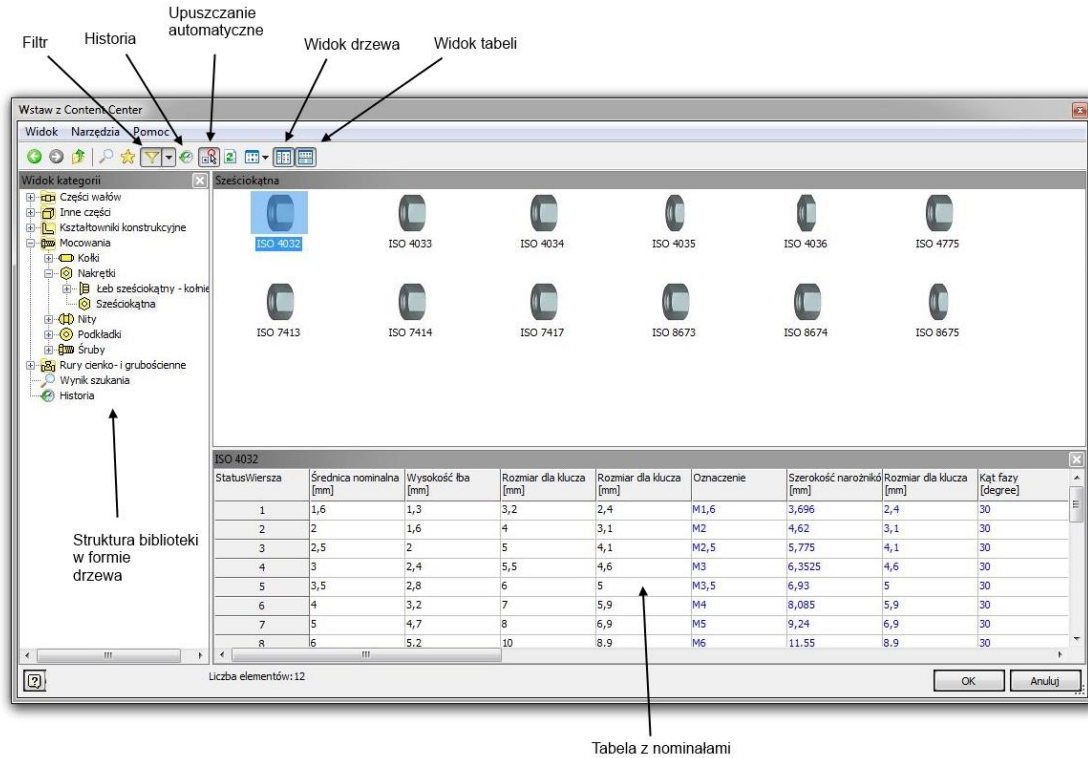 Upuszczanie
automatyczne
Filtr
Historia
Widok drzewa
Widok tabeli
Wstaw z Content Center
Widok Narzędzia Pomoc
Widok kategorii
Sześciokątna
Części wałów
Inne części
Kształtowniki konstrukcyjne
Mocowania
Kołki
Nakrętki
Łeb sześciokątny - kołnie
Sześciokątna
Nity
Podkładki
Śruby
Rury cienko- i grubościenne
Wynik szukania
Historia
ISO 4032 ISO 4033 ISO 4034 ISO 4035 ISO 4036 ISO 4775
ISO 7413 ISO 7414 ISO 7417 ISO 8673 ISO 8674 ISO 8675
Struktura biblioteki
w formie
drzewa
ISO 4032
StatusWiersza Średnica nominalna Wysokość łba Rozmiar dla klucza Rozmiar dla klucza Oznaczenie Szerokość narożnikó Rozmiar dla klucza Kąt fazy
[mm] [mm] [mm] [mm] [mm] [mm] [degree]
1 1,6 1,3 3,2 2,4 M1,6 3,696 2,4 30
2 2 1,6 4 3,1 M2 4,62 3,1 30
3 2,5 2 5 4,1 M2,5 5,775 4,1 30
4 3 2,4 5,5 4,6 M3 6,3525 4,6 30
5 3,5 2,8 6 5 M3,5 6,93 5 30
6 4 3,2 7 5,9 M4 8,085 5,9 30
7 5 4,7 8 6,9 M5 9,24 6,9 30
8 6 5,2 10 8,9 M6 11,55 8,9 30
Liczba elementów:12
OK Anuluj
Tabela z nominałami